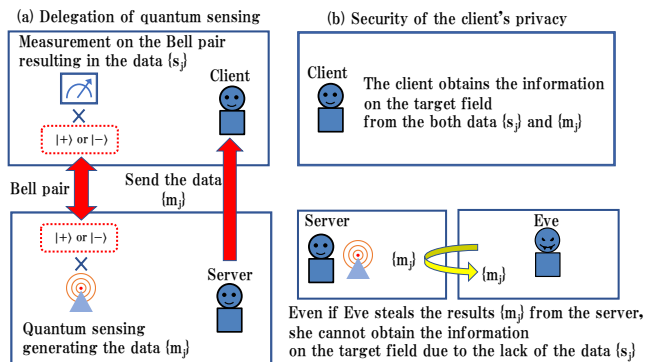 (a) Delegation of quantum sensing
Measurement on the Bell pair
resulting in the data {sⱼ}
Client
|+⟩ or |−⟩
Bell pair
Send the data
{mⱼ}
|+⟩ or |−⟩
Server
Quantum sensing
generating the data {mⱼ}
(b) Security of the client's privacy
Client
The client obtains the information
on the target field
from the both data {sⱼ} and {mⱼ}
Server
Eve
{mⱼ}
{mⱼ}
Even if Eve steals the results {mⱼ} from the server,
she cannot obtain the information
on the target field due to the lack of the data {sⱼ}